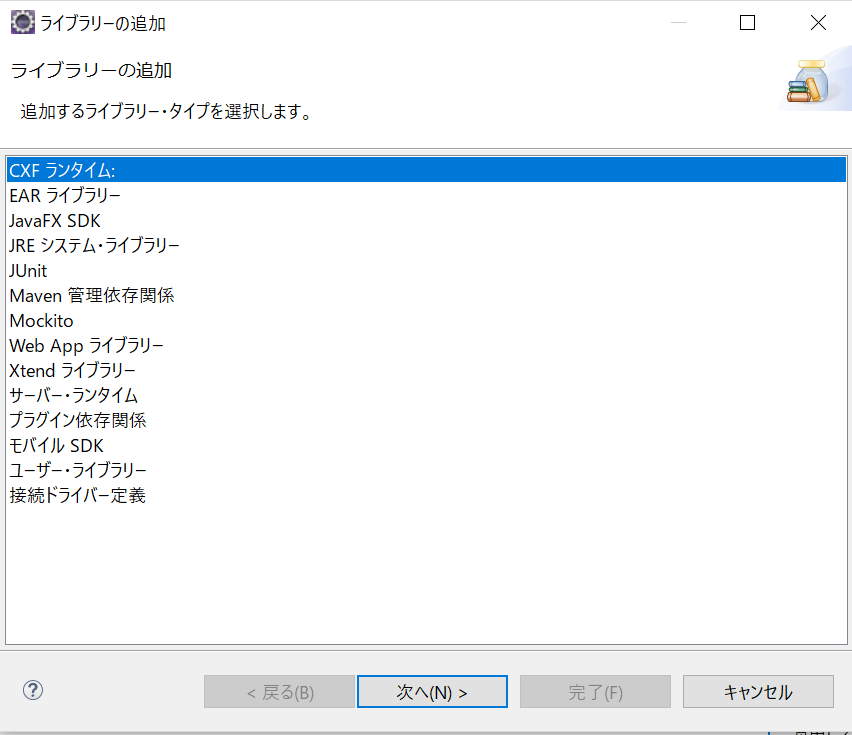 ライブラリーの追加
ライブラリーの追加
追加するライブラリー・タイプを選択します。
CXF ランタイム:
EAR ライブラリー
JavaFX SDK
JRE システム・ライブラリー
JUnit
Maven 管理依存関係
Mockito
Web App ライブラリー
Xtend ライブラリー
サーバー・ランタイム
プラグイン依存関係
モバイル SDK
ユーザー・ライブラリー
接続ドライバー定義
< 戻る(B) 次へ(N) > 完了(F) キャンセル